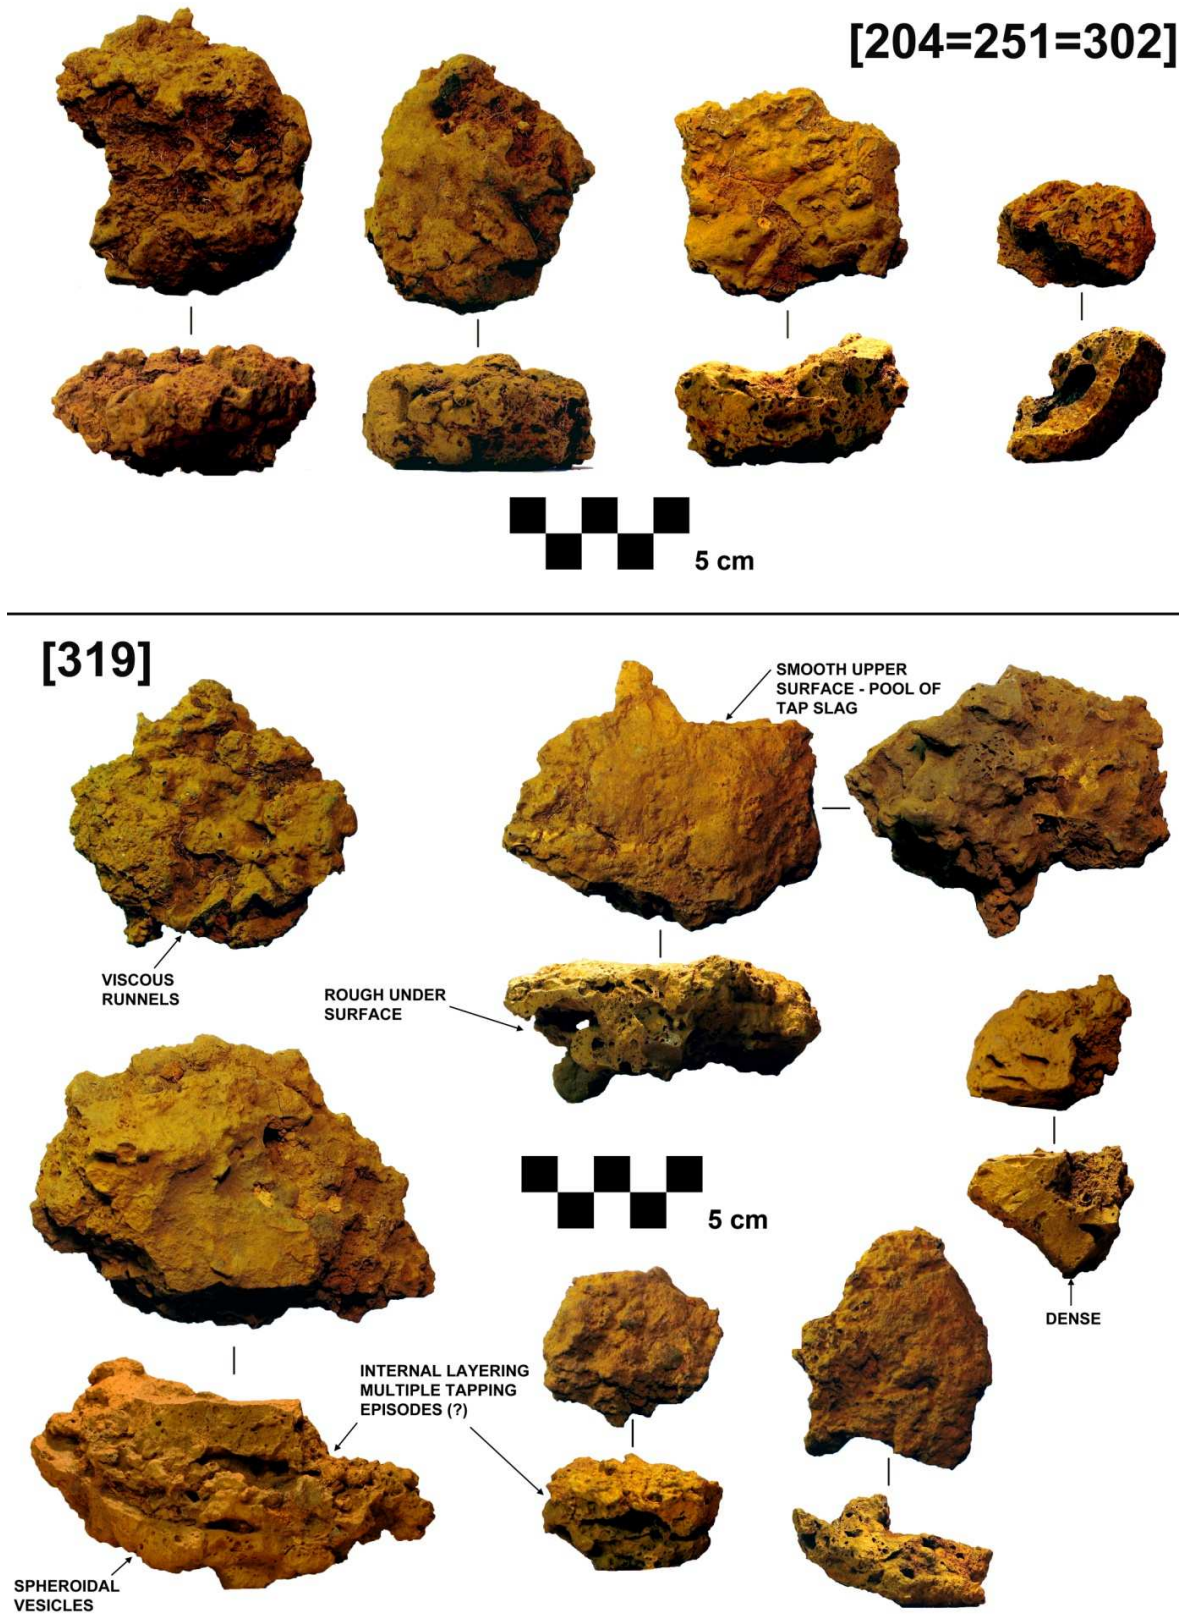 [204=251=302]
5 cm
[319]
SMOOTH UPPER
SURFACE - POOL OF
TAP SLAG
VISCOUS
RUNNELS
ROUGH UNDER
SURFACE
5 cm
DENSE
INTERNAL LAYERING
MULTIPLE TAPPING
EPISODES (?)
SPHEROIDAL
VESICLES